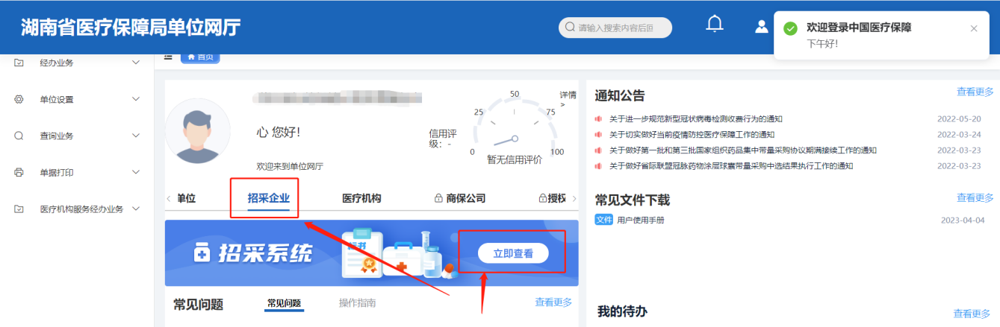 湖南省医疗保障局单位网厅
请输入搜索内容后回
欢迎登录中国医疗保障
下午好！
经办业务
首页
单位设置
查询业务
单据打印
医疗机构服务经办业务
心 您好！
欢迎来到单位网厅
信用评
级：-
0
25
50
75
100
暂无信用评价
详情
>
通知公告
查看更多
关于进一步规范新型冠状病毒检测收费行为的通知
2022-05-20
关于切实做好当前疫情防控医疗保障工作的通知
2022-03-24
关于做好第一批和第三批国家组织药品集中带量采购协议期满接续工作的通知
2022-03-23
关于做好省际联盟冠脉药物涂层球囊带量采购中选结果执行工作的通知
2022-03-23
单位
招采企业
医疗机构
商保公司
授权
招采系统
标书
立即查看
常见文件下载
查看更多
文件 用户使用手册
2023-04-04
常见问题
常见问题
操作指南
查看更多
我的待办
查看更多